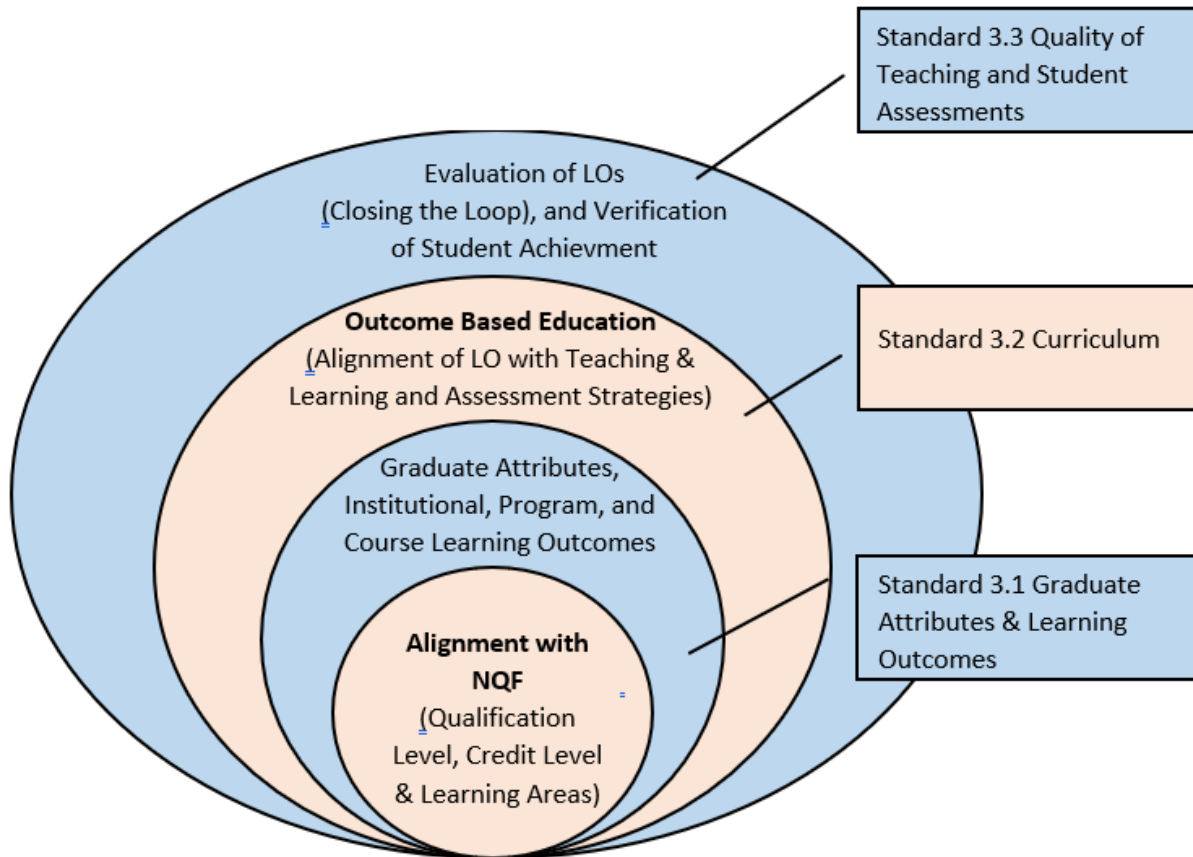 Standard 3.3 Quality of
Teaching and Student
Assessments
Evaluation of LOs
(Closing the Loop), and Verification
of Student Achievment
Outcome Based Education
(Alignment of LO with Teaching &
Learning and Assessment Strategies)
Standard 3.2 Curriculum
Graduate Attributes,
Institutional, Program, and
Course Learning Outcomes
Standard 3.1 Graduate
Attributes & Learning
Outcomes
Alignment with
NQF
(Qualification
Level, Credit Level
& Learning Areas)